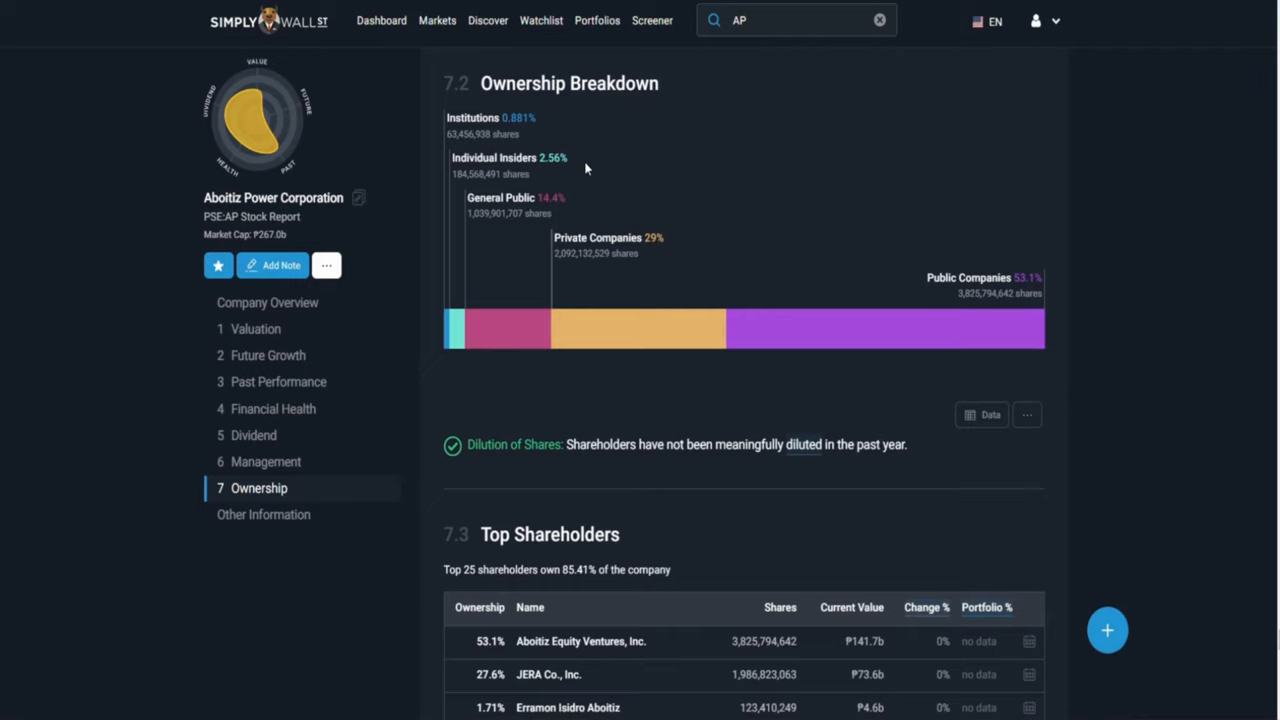 SIMPLY WALL ST
Dashboard Markets Discover Watchlist Portfolios Screener
AP
EN
VALUE
FUTURE
PAST
HEALTH
DIVIDEND
Aboitiz Power Corporation
PSE:AP Stock Report
Market Cap: ₱267.0b
Add Note
...
Company Overview
1 Valuation
2 Future Growth
3 Past Performance
4 Financial Health
5 Dividend
6 Management
7 Ownership
Other Information
7.2 Ownership Breakdown
Institutions 0.881%
63,456,938 shares
Individual Insiders 2.56%
184,568,491 shares
General Public 14.4%
1,039,901,707 shares
Private Companies 29%
2,092,132,529 shares
Public Companies 53.1%
3,825,794,642 shares
Data ...
Dilution of Shares: Shareholders have not been meaningfully diluted in the past year.
7.3 Top Shareholders
Top 25 shareholders own 85.41% of the company
Ownership Name Shares Current Value Change % Portfolio %
53.1% Aboitiz Equity Ventures, Inc. 3,825,794,642 ₱141.7b 0% no data
27.6% JERA Co., Inc. 1,986,823,063 ₱73.6b 0% no data
1.71% Erramon Isidro Aboitiz 123,410,249 ₱4.6b 0% no data